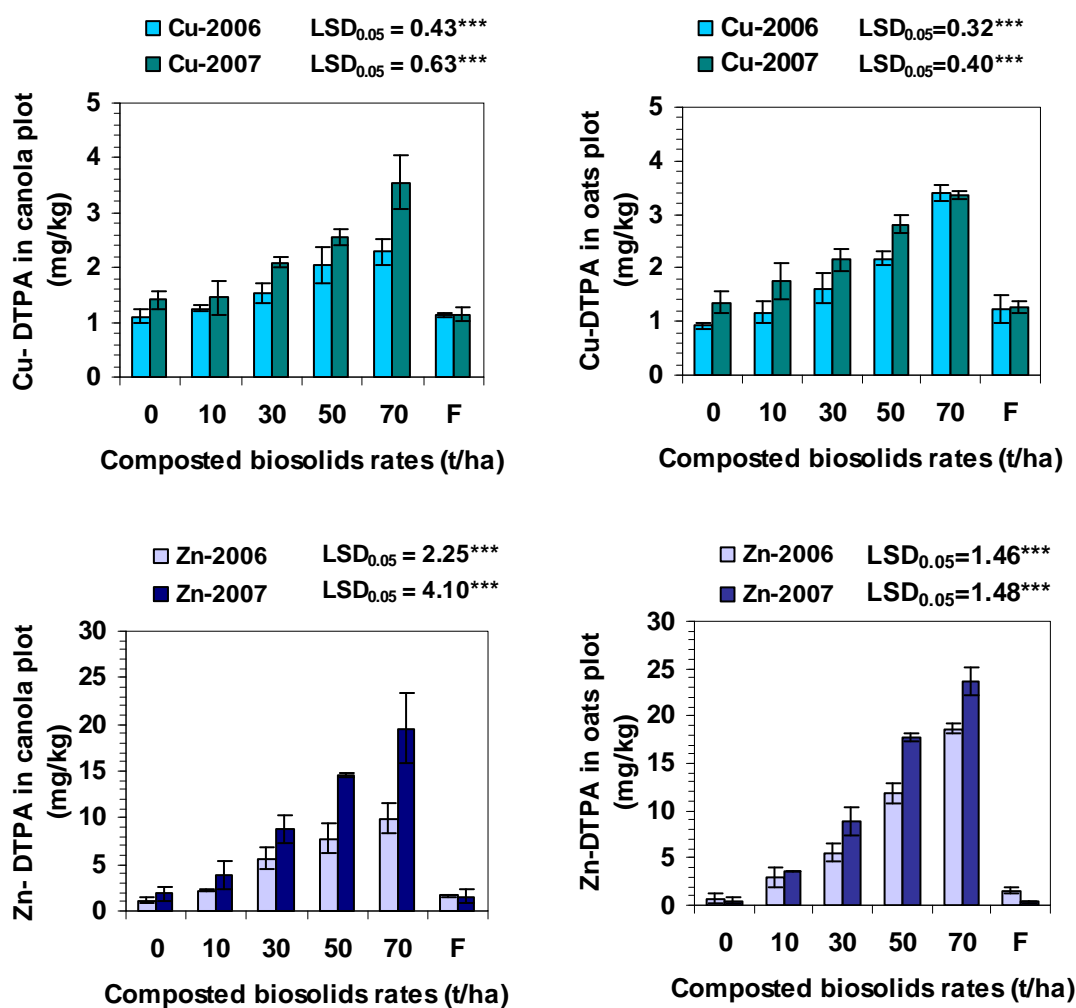 Cu-2006 LSD0.05 = 0.43***
Cu-2007 LSD0.05 = 0.63***
Cu- DTPA in canola plot
(mg/kg)
5
4
3
2
1
0
0 10 30 50 70 F
Composted biosolids rates (t/ha)
Cu-2006 LSD0.05=0.32***
Cu-2007 LSD0.05=0.40***
Cu-DTPA in oats plot
(mg/kg)
5
4
3
2
1
0
0 10 30 50 70 F
Composted biosolids rates (t/ha)
Zn-2006 LSD0.05 = 2.25***
Zn-2007 LSD0.05 = 4.10***
Zn- DTPA in canola plot
(mg/kg)
30
25
20
15
10
5
0
0 10 30 50 70 F
Composted biosolids rates (t/ha)
Zn-2006 LSD0.05=1.46***
Zn-2007 LSD0.05=1.48***
Zn-DTPA in oats plot
(mg/kg)
30
25
20
15
10
5
0
0 10 30 50 70 F
Composted biosolids rates (t/ha)